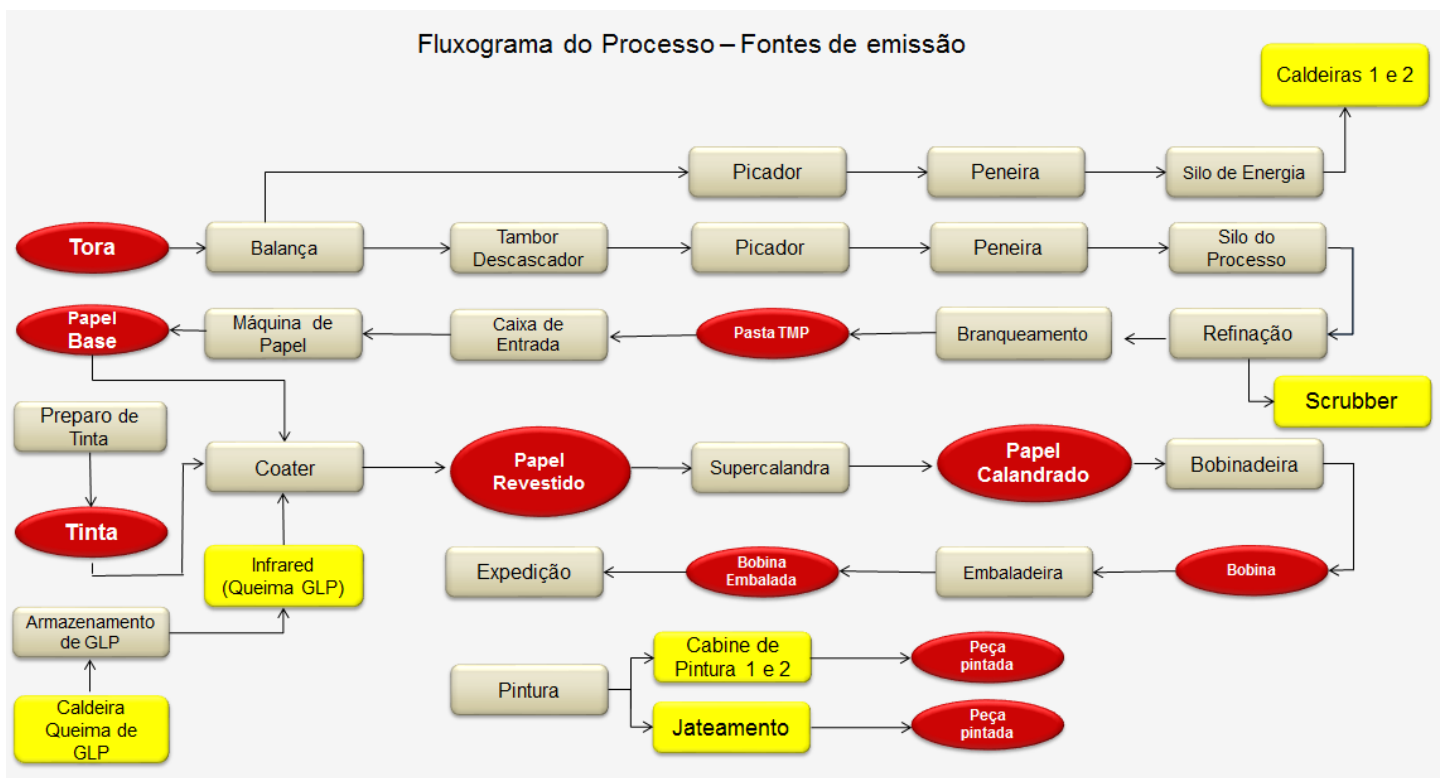 Fluxograma do Processo – Fontes de emissão
Caldeiras 1 e 2
Picador
Peneira
Silo de Energia
Tora
Balança
Tambor
Descascador
Picador
Peneira
Silo do
Processo
Papel
Base
Máquina de
Papel
Caixa de
Entrada
Pasta TMP
Branqueamento
Refinação
Scrubber
Preparo de
Tinta
Coater
Papel
Revestido
Supercalandra
Papel
Calandrado
Bobinadeira
Tinta
Infrared
(Queima GLP)
Expedição
Bobina
Embalada
Embaladeira
Bobina
Armazenamento
de GLP
Caldeira
Queima de
GLP
Pintura
Cabine de
Pintura 1 e 2
Peça
pintada
Jateamento
Peça
pintada